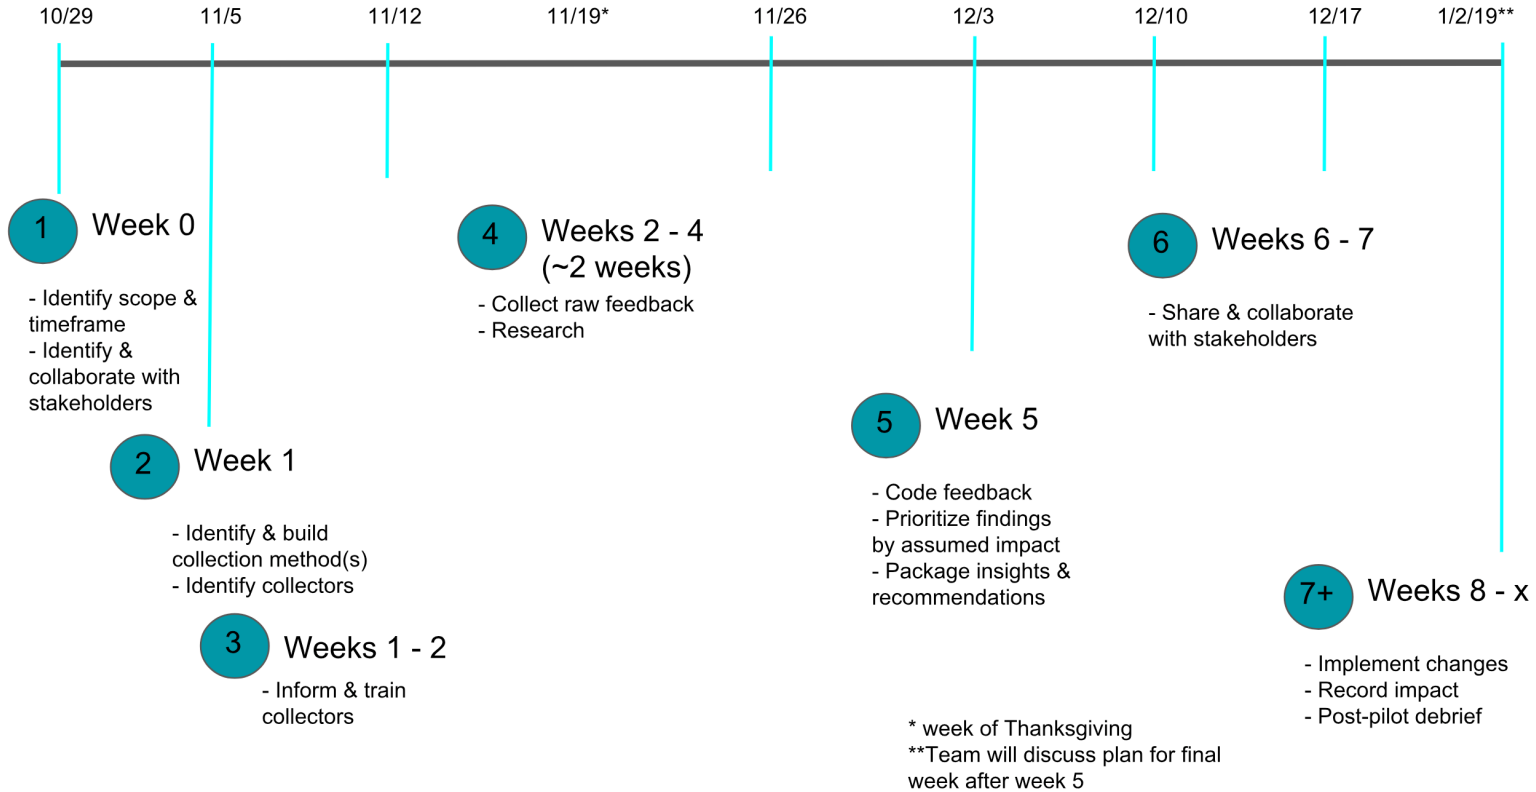 10/29 11/5 11/12 11/19* 11/26 12/3 12/10 12/17 1/2/19**
1 Week 0
- Identify scope &
timeframe
- Identify &
collaborate with
stakeholders
2 Week 1
- Identify & build
collection method(s)
- Identify collectors
3 Weeks 1 - 2
- Inform & train
collectors
4 Weeks 2 - 4
(~2 weeks)
- Collect raw feedback
- Research
5 Week 5
- Code feedback
- Prioritize findings
by assumed impact
- Package insights &
recommendations
6 Weeks 6 - 7
- Share & collaborate
with stakeholders
7+ Weeks 8 - x
- Implement changes
- Record impact
- Post-pilot debrief
* week of Thanksgiving
**Team will discuss plan for final
week after week 5